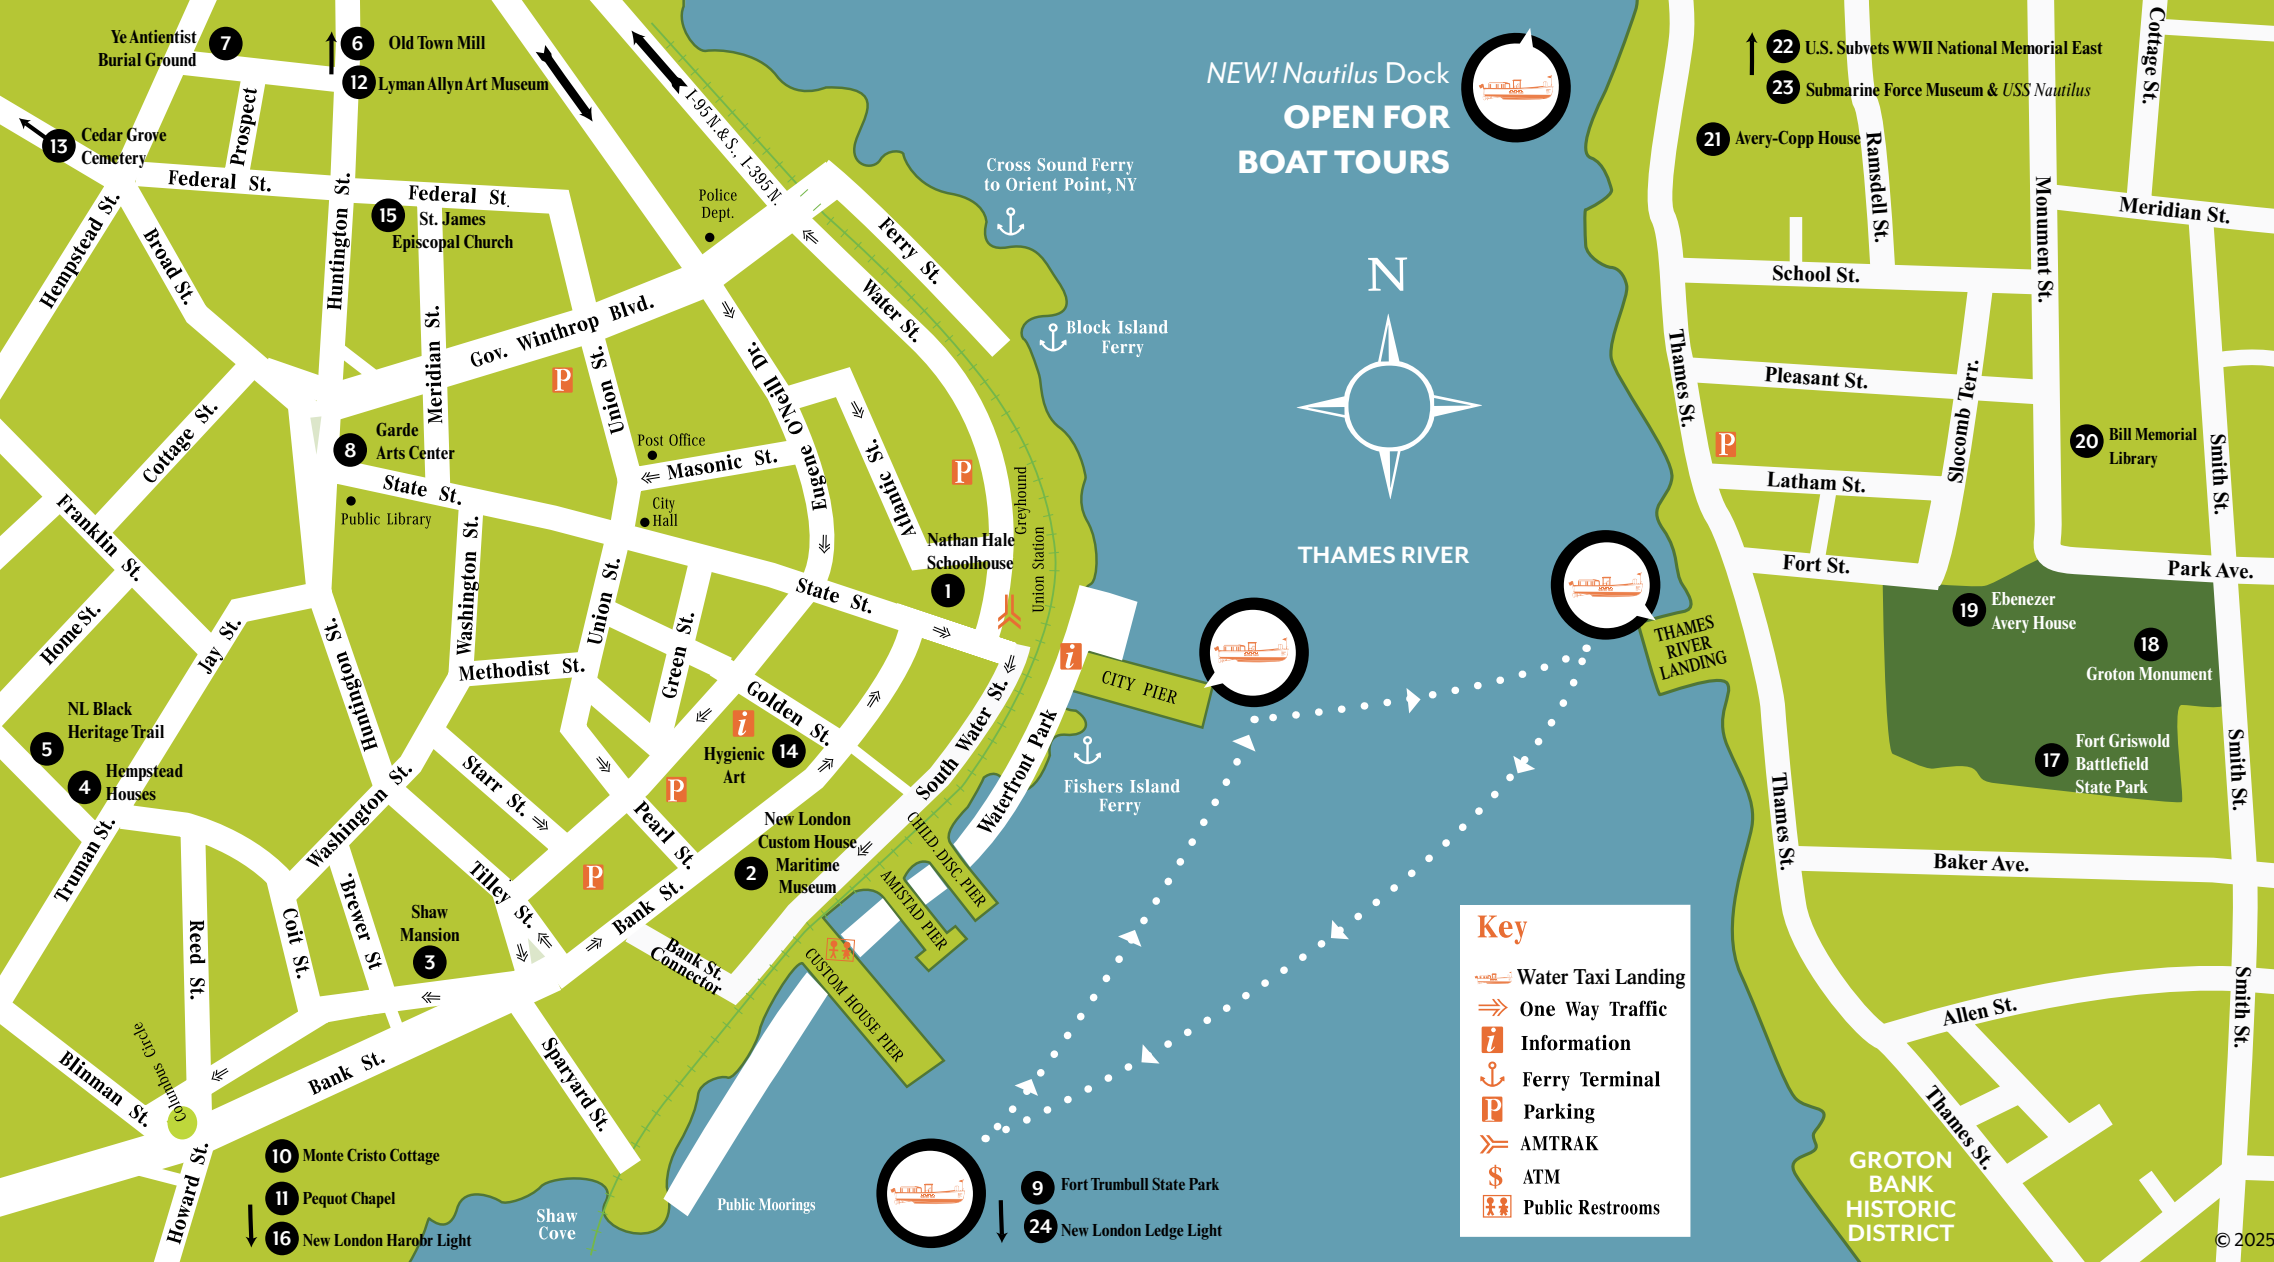 Ye Antientist
Burial Ground
7
6
Old Town Mill
12
Lyman Allyn Art Museum
13
Cedar Grove
Cemetery
Prospect
Federal St.
Federal St.
Hempstead St.
Broad St.
Huntington St.
15
St. James
Episcopal Church
I-95 N.&S., I-395 N.
Police
Dept.
Ferry St.
Water St.
Gov. Winthrop Blvd.
Meridian St.
Union St.
P
Eugene O'Neill Dr.
Cottage St.
8
Garde
Arts Center
State St.
Public Library
Post Office
Masonic St.
City
Hall
Atlantic St.
P
Greyhound
Union Station
Nathan Hale
Schoolhouse
1
Franklin St.
Home St.
Jay St.
Huntington St.
Washington St.
Union St.
Methodist St.
Green St.
State St.
Golden St.
i
Hygienic
Art
14
P
South Water St.
Waterfront Park
i
CITY PIER
NL Black
Heritage Trail
5
Hempstead
Houses
4
Starr St.
Washington St.
Pearl St.
New London
Custom House
Maritime
Museum
2
CHILD. DISC. PIER
AMISTAD PIER
CUSTOM HOUSE PIER
Truman St.
Tilley St.
P
Bank St.
Bank St.
Connector
Brewer St
Coit St.
Reed St.
Shaw
Mansion
3
Columbus Circle
Blinman St.
Bank St.
Sparyard St.
Howard St.
10
Monte Cristo Cottage
11
Pequot Chapel
16
New London Harobr Light
Shaw
Cove
Public Moorings
9
Fort Trumbull State Park
24
New London Ledge Light
NEW! Nautilus Dock
OPEN FOR
BOAT TOURS
Cross Sound Ferry
to Orient Point, NY
Block Island
Ferry
N
THAMES RIVER
Fishers Island
Ferry
THAMES
RIVER
LANDING
22
U.S. Subvets WWII National Memorial East
23
Submarine Force Museum & USS Nautilus
21
Avery-Copp House
Cottage St.
Ramsdell St.
Monument St.
Meridian St.
School St.
Thames St.
Pleasant St.
Slocomb Terr.
P
20
Bill Memorial
Library
Smith St.
Latham St.
Fort St.
Park Ave.
19
Ebenezer
Avery House
18
Groton Monument
17
Fort Griswold
Battlefield
State Park
Smith St.
Thames St.
Baker Ave.
Smith St.
Allen St.
Thames St.
GROTON
BANK
HISTORIC
DISTRICT
Key
Water Taxi Landing
One Way Traffic
i Information
Ferry Terminal
P Parking
AMTRAK
$ ATM
Public Restrooms
© 2025